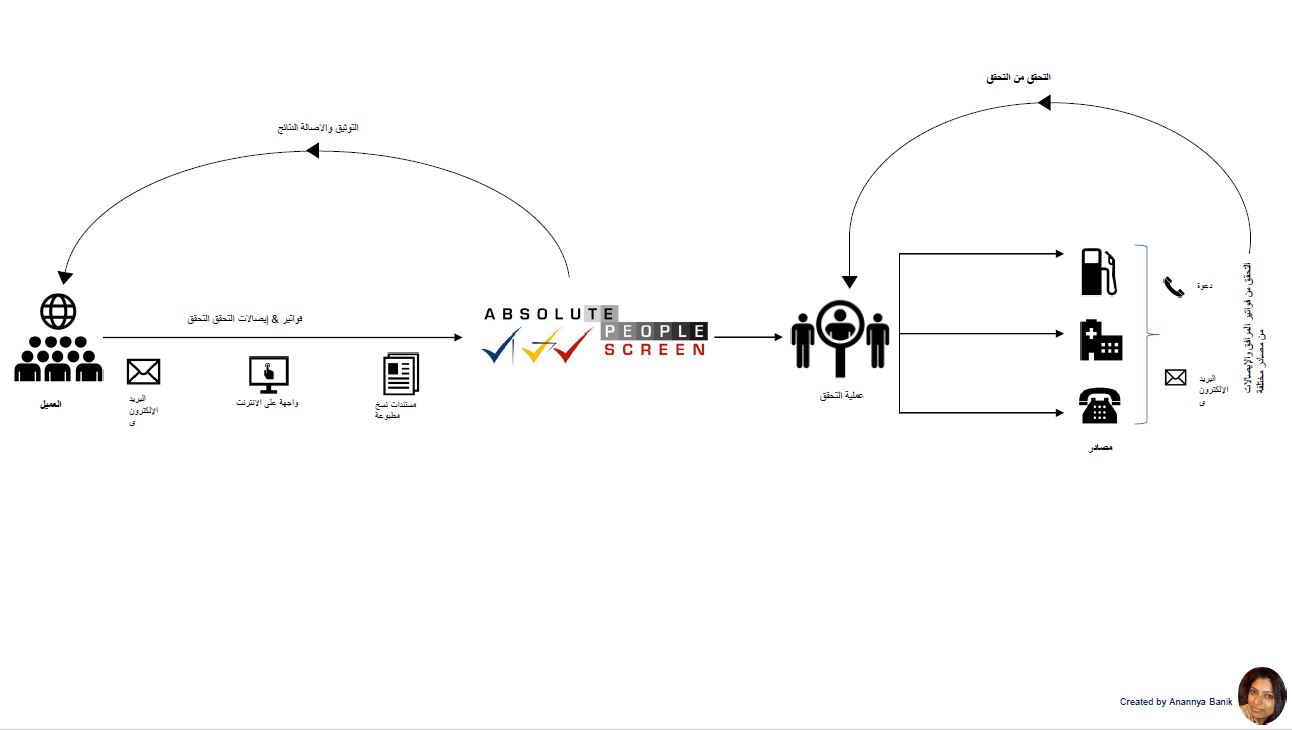 التحقق من التحقق
التوثيق والاصالة النتائج
فواتير & إيصالات التحقق التحقق
العميل
البريد
الإلكترون
ى
واجهة على الانترنت
مستندات نسخ
مطبوعة
ABSOLUTE
PEOPLE
SCREEN
عملية التحقق
مصادر
دعوة
البريد
الإلكترون
ى
التحقق من فواتير المرافق والإيصالات
من مصادر مختلفة
Created by Anannya Banik